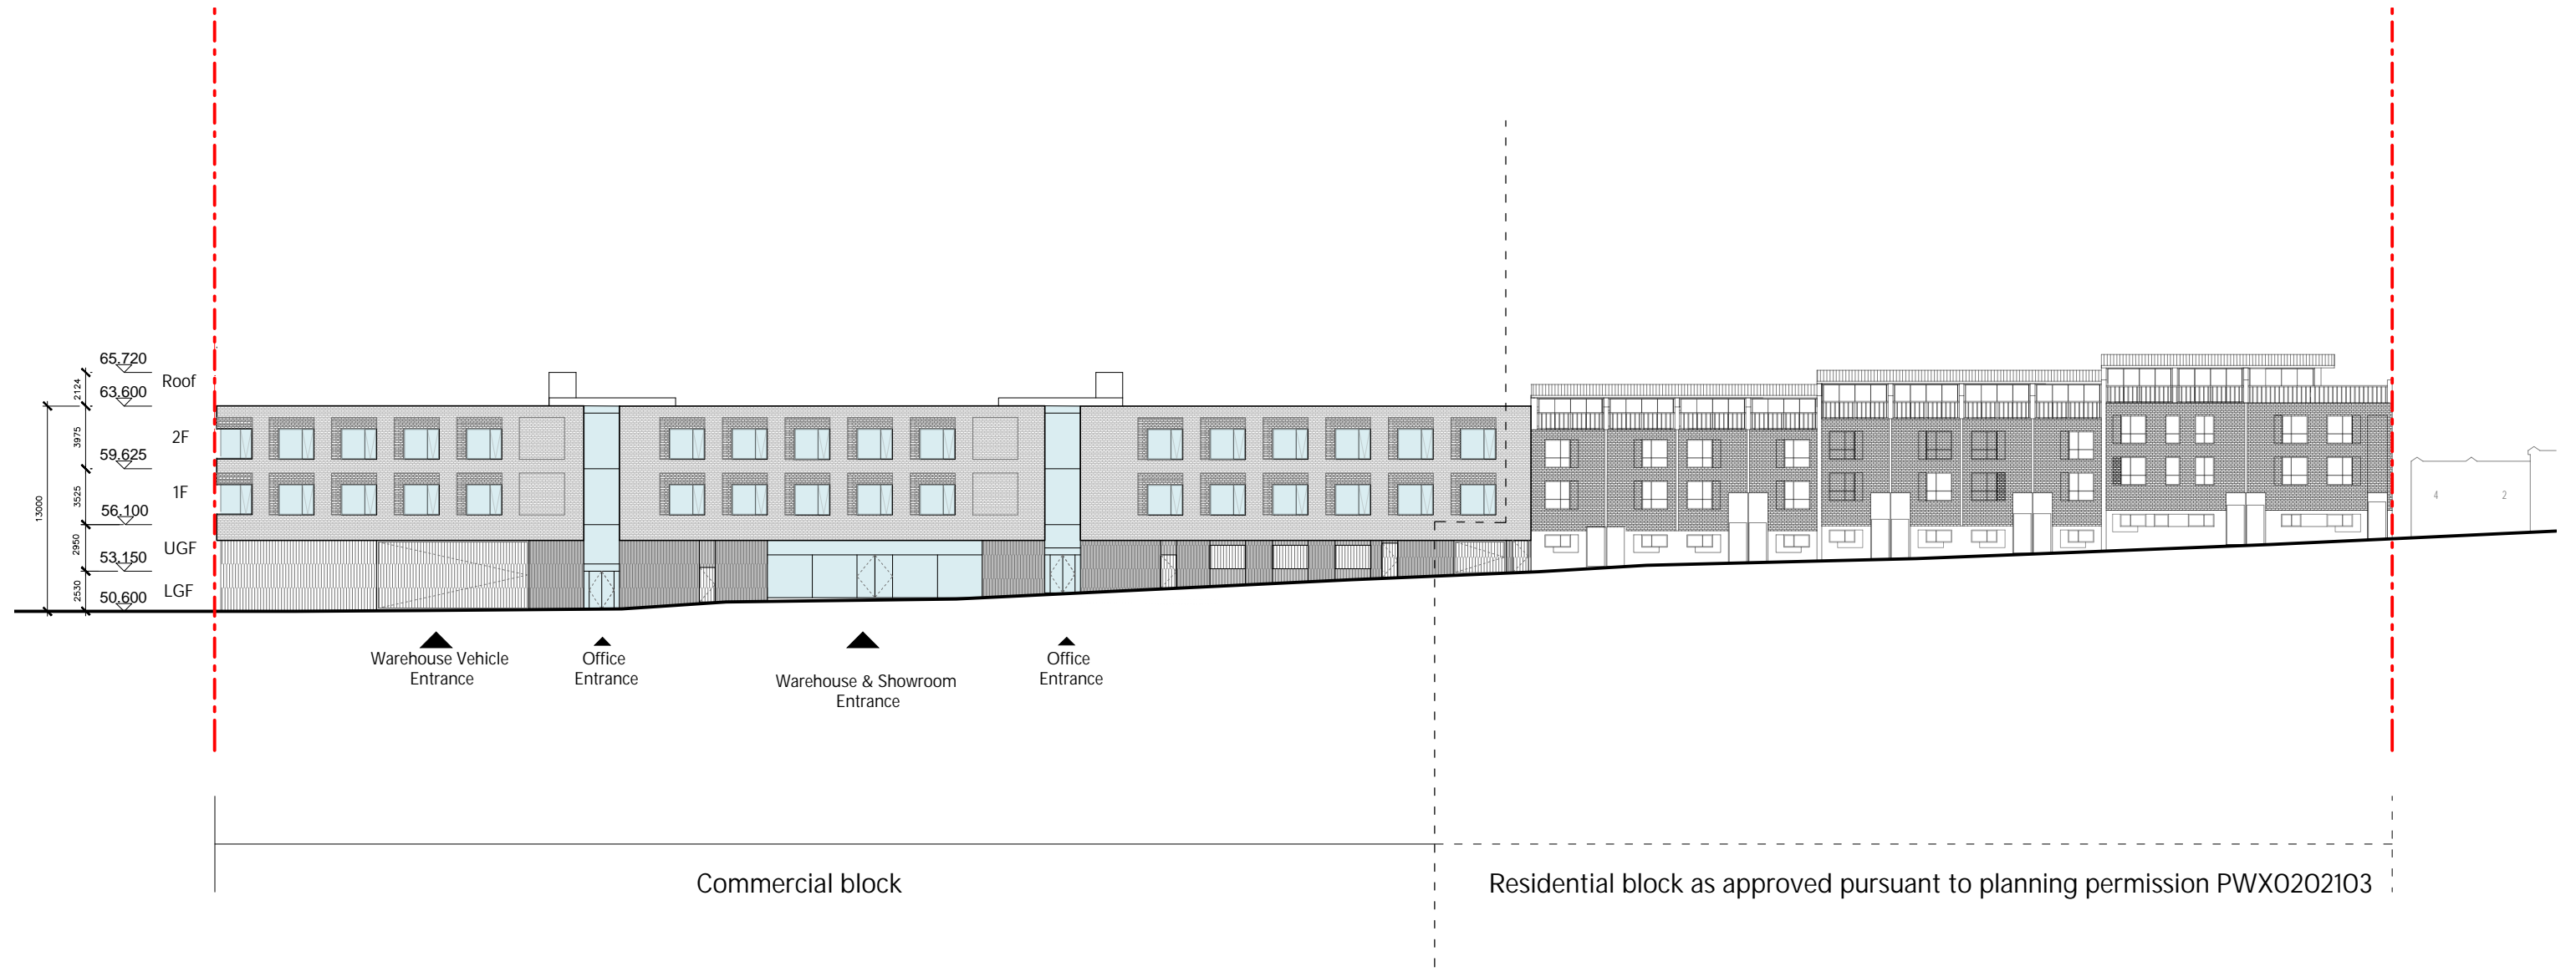 65.720
Roof
2124
63.600
2F
3975
59.625
13000
1F
3525
56.100
UGF
2950
53.150
LGF
2530
50.600
4
2
Warehouse Vehicle
Entrance
Office
Entrance
Warehouse & Showroom
Entrance
Office
Entrance
Commercial block
Residential block as approved pursuant to planning permission PWX0202103